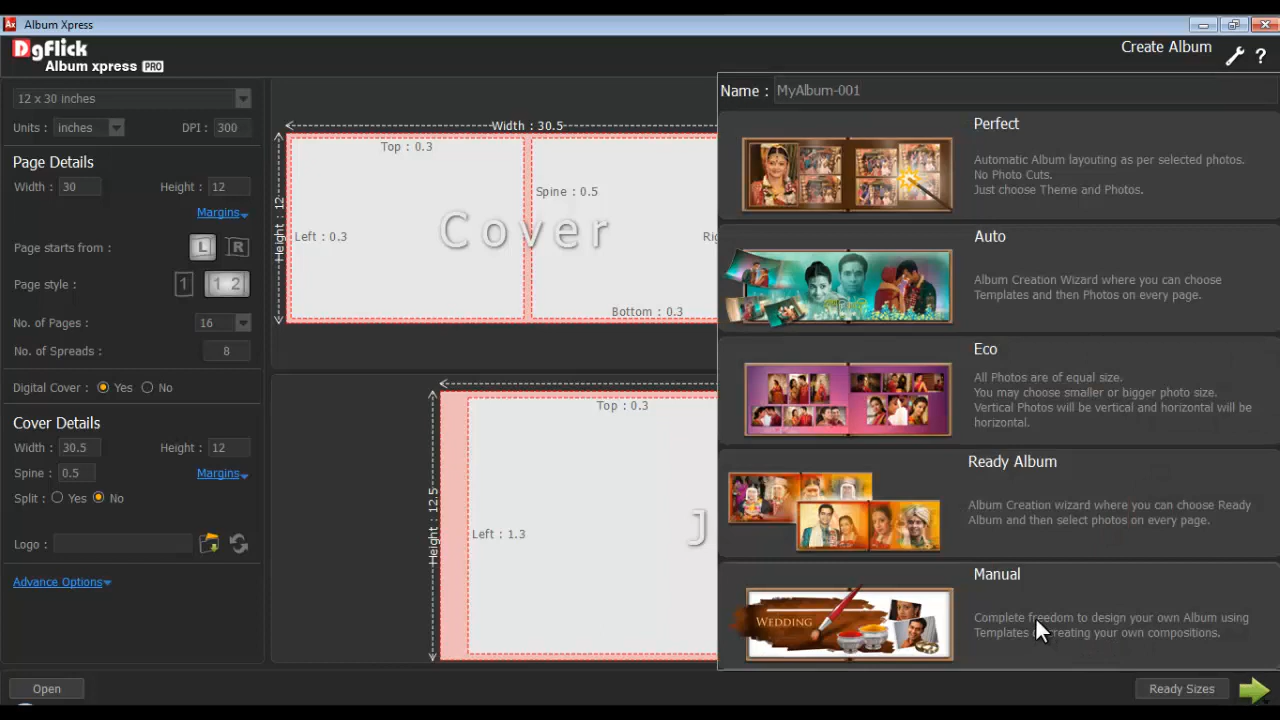 Ax Album Xpress
DgFlick
Album xpress PRO
Create Album
?
12 x 30 inches
Units : inches DPI : 300
Page Details
Width : 30 Height : 12
Margins
Page starts from : L R
Page style : 1 1 2
No. of Pages : 16
No. of Spreads : 8
Digital Cover : Yes No
Cover Details
Width : 30.5 Height : 12
Spine : 0.5 Margins
Split : Yes No
Logo :
Advance Options
Open
Width : 30.5
Top : 0.3
Spine : 0.5
Height : 12
Left : 0.3
Cover
Bottom : 0.3
Top : 0.3
Height : 12.5
Left : 1.3
J
Name : MyAlbum-001
Perfect
Automatic Album layouting as per selected photos.
No Photo Cuts.
Just choose Theme and Photos.
Auto
Album Creation Wizard where you can choose
Templates and then Photos on every page.
Eco
All Photos are of equal size.
You may choose smaller or bigger photo size.
Vertical Photos will be vertical and horizontal will be
horizontal.
Ready Album
Album Creation wizard where you can choose Ready
Album and then select photos on every page.
Manual
WEDDING
Complete freedom to design your own Album using
Templates creating your own compositions.
Ready Sizes